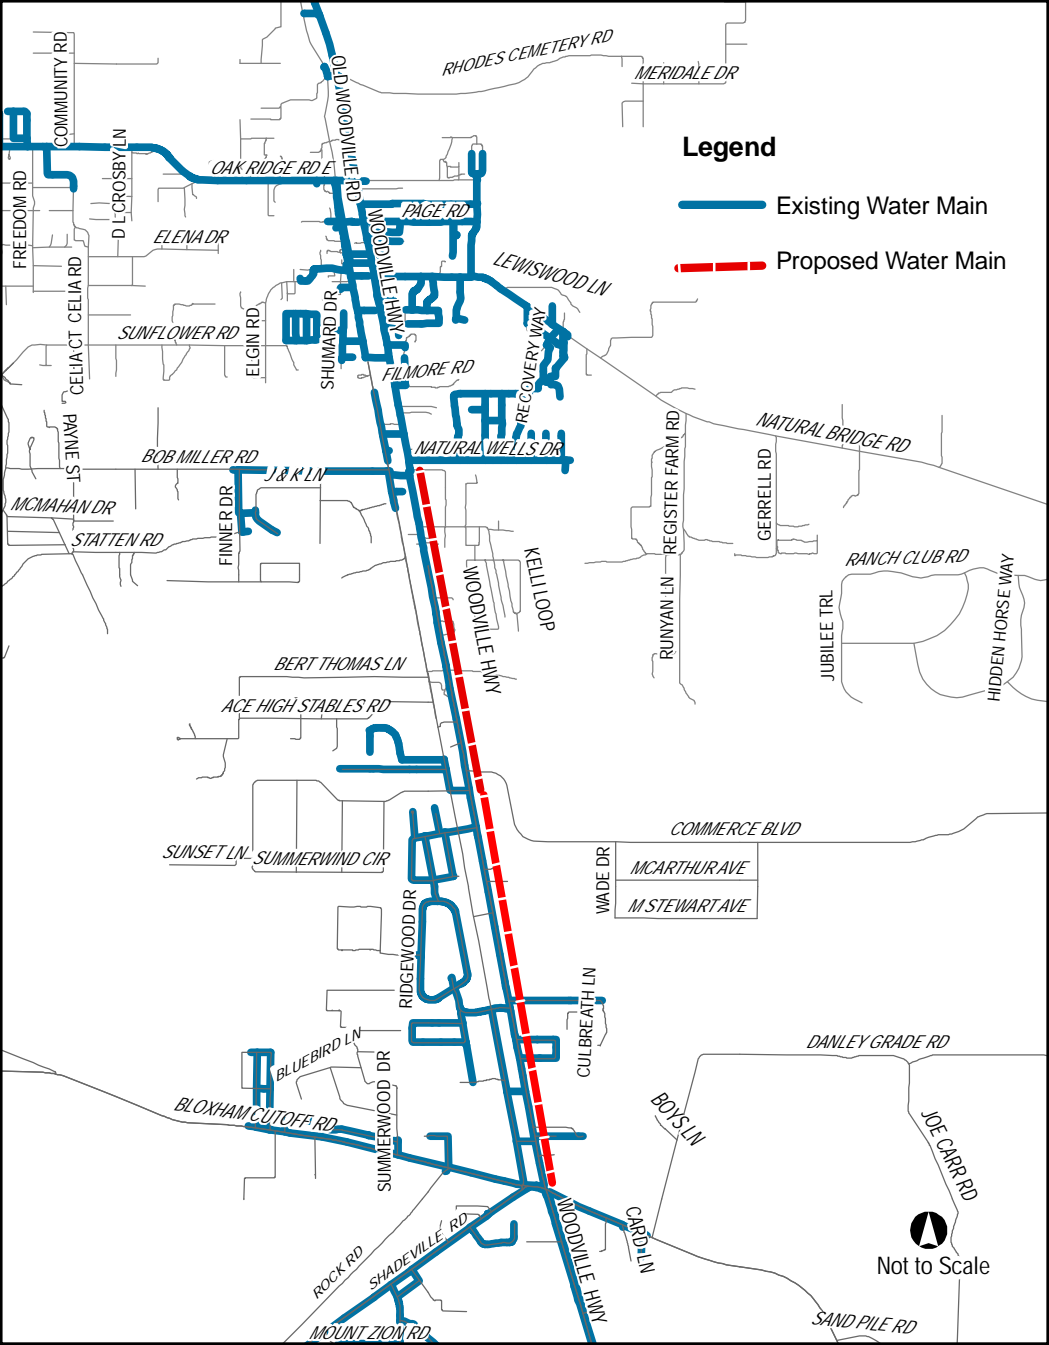 RHODES CEMETERY RD
MERIDALE DR
COMMUNITY RD
OLD WOODVILLE RD
Legend
Existing Water Main
Proposed Water Main
D L CROSBY LN
OAK RIDGE RD E
FREEDOM RD
PAGE RD
WOODVILLE HWY
ELENA DR
LEWISWOOD LN
CELIA RD
CELIA CT
SUNFLOWER RD
ELGIN RD
SHUMARD DR
RECOVERY WAY
FILMORE RD
PAYNE ST
NATURAL BRIDGE RD
REGISTER FARM RD
GERRELL RD
NATURAL WELLS DR
BOB MILLER RD
J & K LN
FINNER DR
MCMAHAN DR
STATTEN RD
KELLI LOOP
WOODVILLE HWY
RANCH CLUB RD
HIDDEN HORSE WAY
RUNYAN LN
JUBILEE TRL
BERT THOMAS LN
ACE HIGH STABLES RD
COMMERCE BLVD
SUNSET LN
SUMMERWIND CIR
WADE DR
MCARTHUR AVE
M STEWART AVE
RIDGEWOOD DR
CULBREATH LN
DANLEY GRADE RD
BLUEBIRD LN
SUMMERWOOD DR
BLOXHAM CUTOFF RD
BOYS LN
JOE CARR RD
WOODVILLE HWY
CARD LN
SHADEVILLE RD
ROCK RD
Not to Scale
MOUNT ZION RD
SAND PILE RD